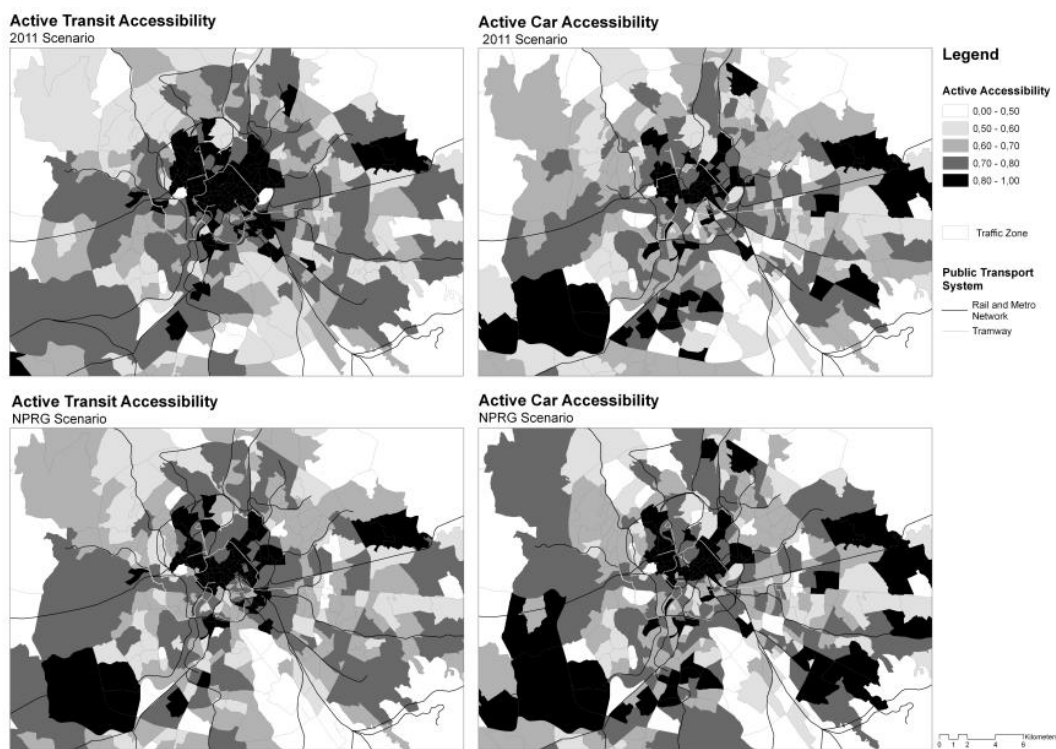 Active Transit Accessibility
2011 Scenario
Active Car Accessibility
2011 Scenario
Legend
Active Accessibility
0,00 - 0,50
0,50 - 0,60
0,60 - 0,70
0,70 - 0,80
0,80 - 1,00
Traffic Zone
Public Transport
System
Rail and Metro
Network
Tramway
Active Transit Accessibility
NPRG Scenario
Active Car Accessibility
NPRG Scenario
Kilometers
0 1 2 4 6